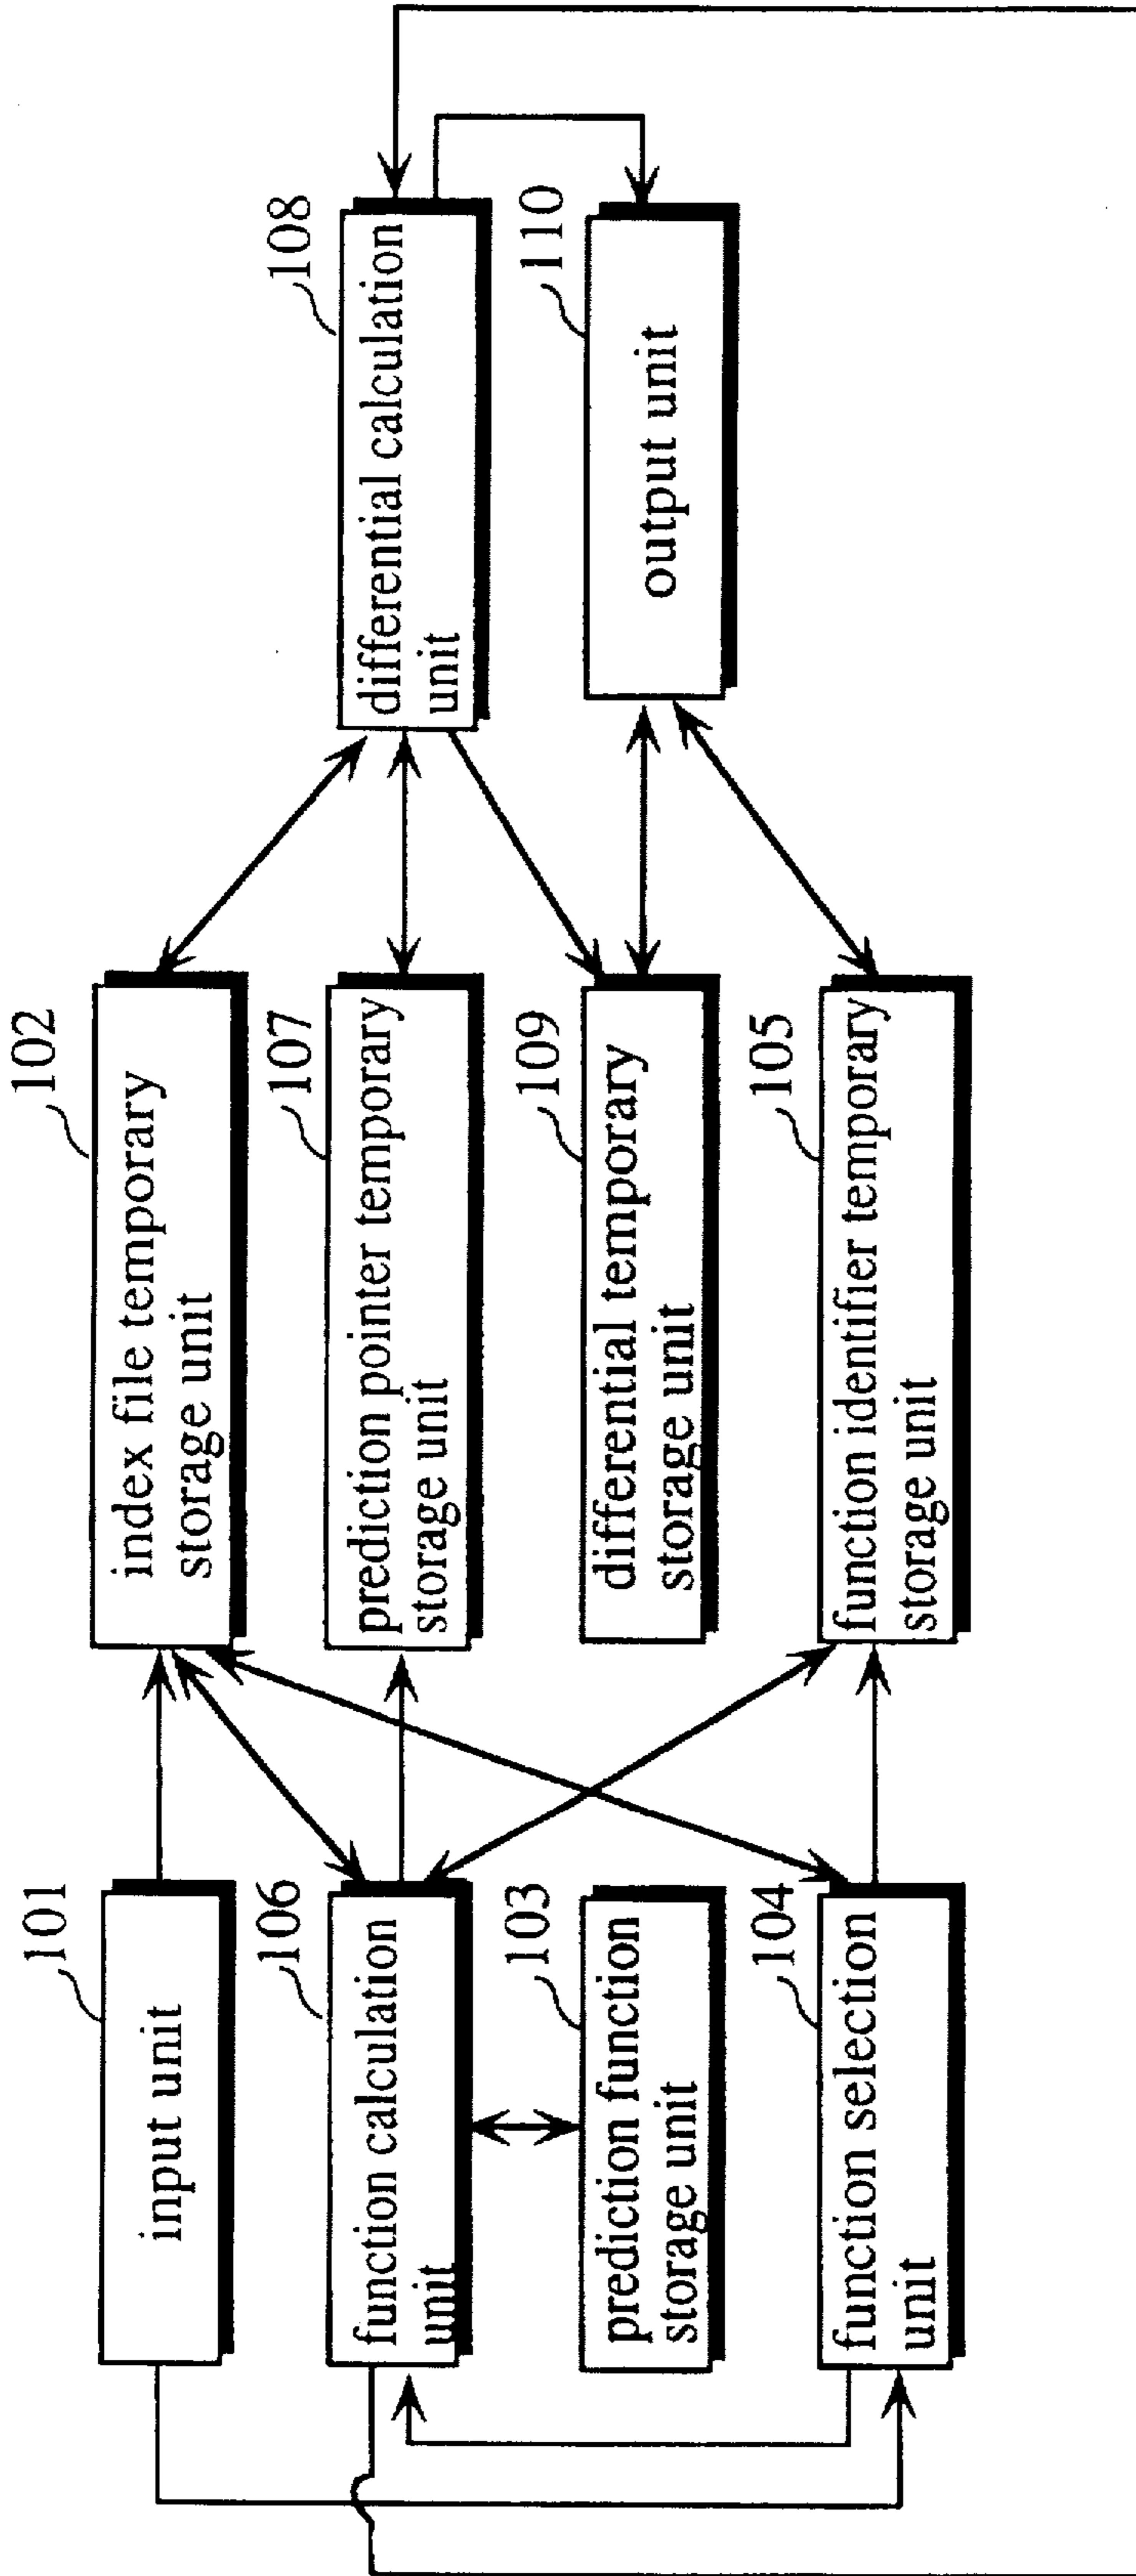 101
input unit
102
index file temporary
storage unit
106
function calculation
unit
107
prediction pointer temporary
storage unit
108
differential calculation
unit
103
prediction function
storage unit
109
differential temporary
storage unit
110
output unit
104
function selection
unit
105
function identifier temporary
storage unit